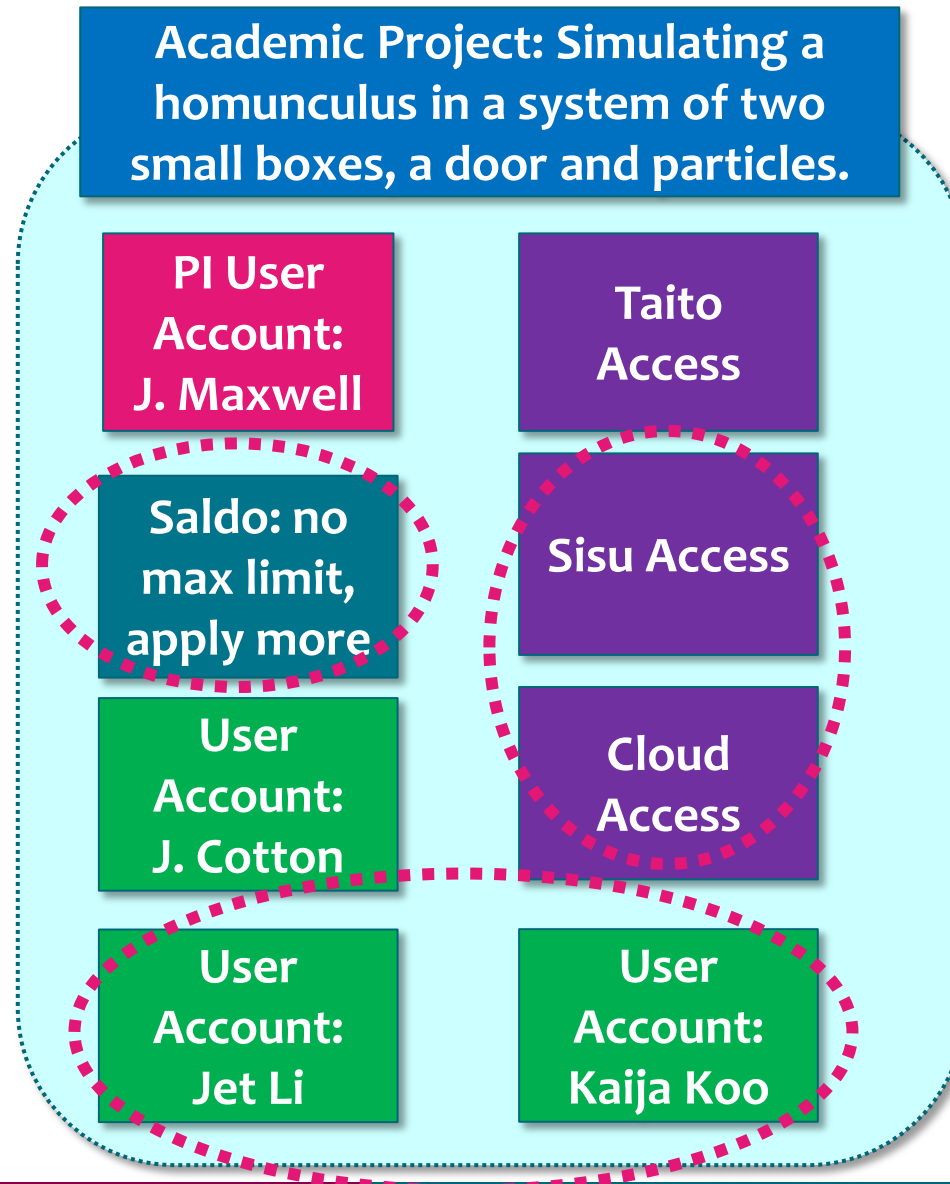 Academic Project: Simulating a
homunculus in a system of two
small boxes, a door and particles.
PI User
Account:
J. Maxwell
Taito
Access
Saldo: no
max limit,
apply more
Sisu Access
User
Account:
J. Cotton
Cloud
Access
User
Account:
Jet Li
User
Account:
Kaija Koo